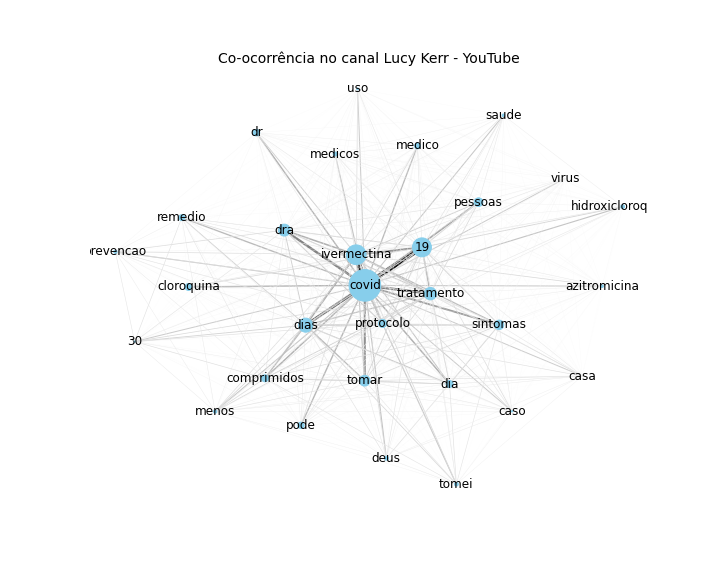 Co-ocorrência no canal Lucy Kerr - YouTube
uso
saude
dr
medico
medicos
virus
pessoas
hidroxicloroq
remedio
dra
19
prevencao
ivermectina
covid
cloroquina
azitromicina
tratamento
dias
protocolo
sintomas
30
comprimidos
tomar
dia
casa
menos
caso
pode
deus
tomei